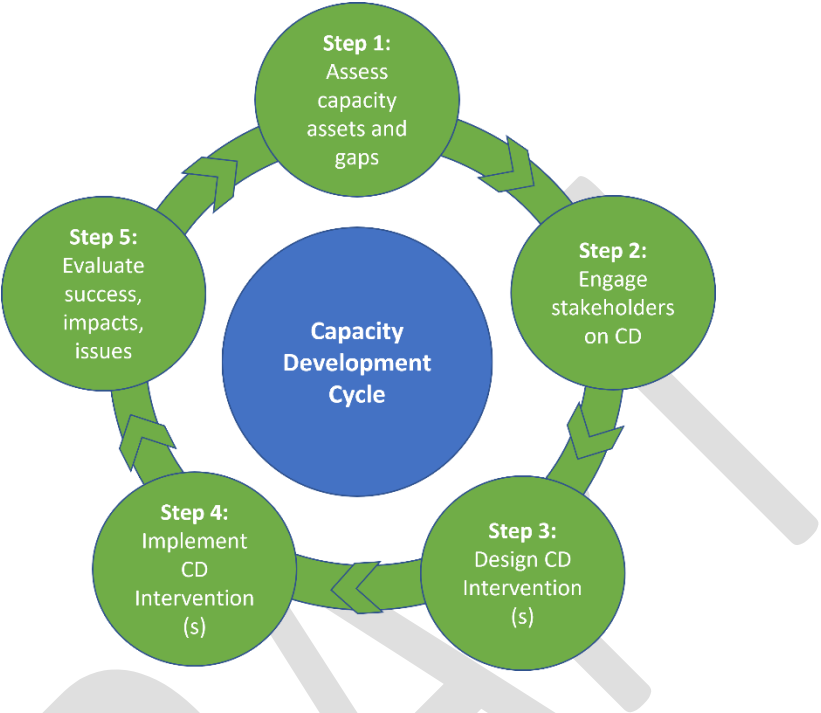 Step 1:
Assess
capacity
assets and
gaps
Step 2:
Engage
stakeholders
on CD
Step 3:
Design CD
Intervention
(s)
Step 4:
Implement
CD
Intervention
(s)
Step 5:
Evaluate
success,
impacts,
issues
Capacity
Development
Cycle